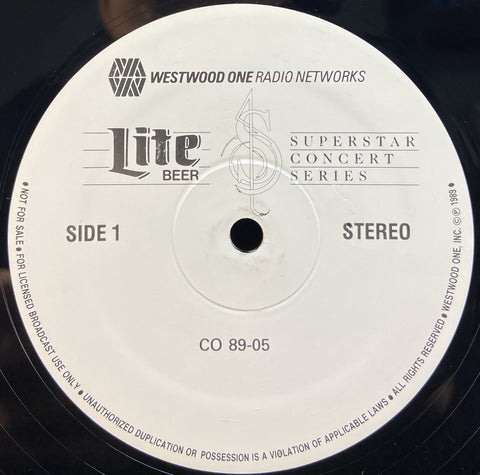 WESTWOOD ONE RADIO NETWORKS
Lite
BEER
SUPERSTAR
CONCERT
SERIES
SIDE 1
STEREO
CO 89-05
• NOT FOR SALE • FOR LICENSED BROADCAST USE ONLY • UNAUTHORIZED DUPLICATION OR POSSESSION IS A VIOLATION OF APPLICABLE LAWS • ALL RIGHTS RESERVED • WESTWOOD ONE, INC. © ℗ 1989 •